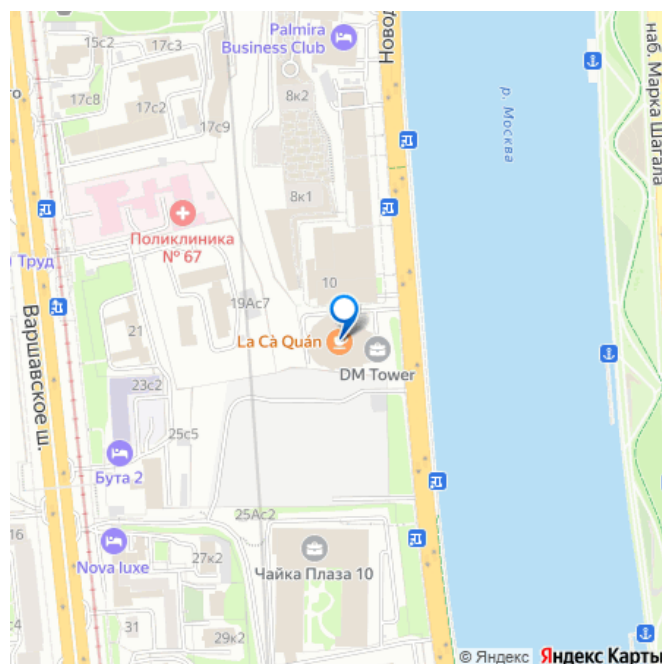 Palmira
Business Club
15с2
17с3
Новод
наб. Марка Шагала
17с8
17с2
8к2
17с9
р. Москва
8к1
Поликлиника
№ 67
Труд
10
19Ас7
21
La Cà Quán
DM Tower
Варшавское ш.
23с2
25с5
Бута 2
25Ас2
16
Nova luxe
27к2
Чайка Плаза 10
31
29к2
© Яндекс Яндекс Карты